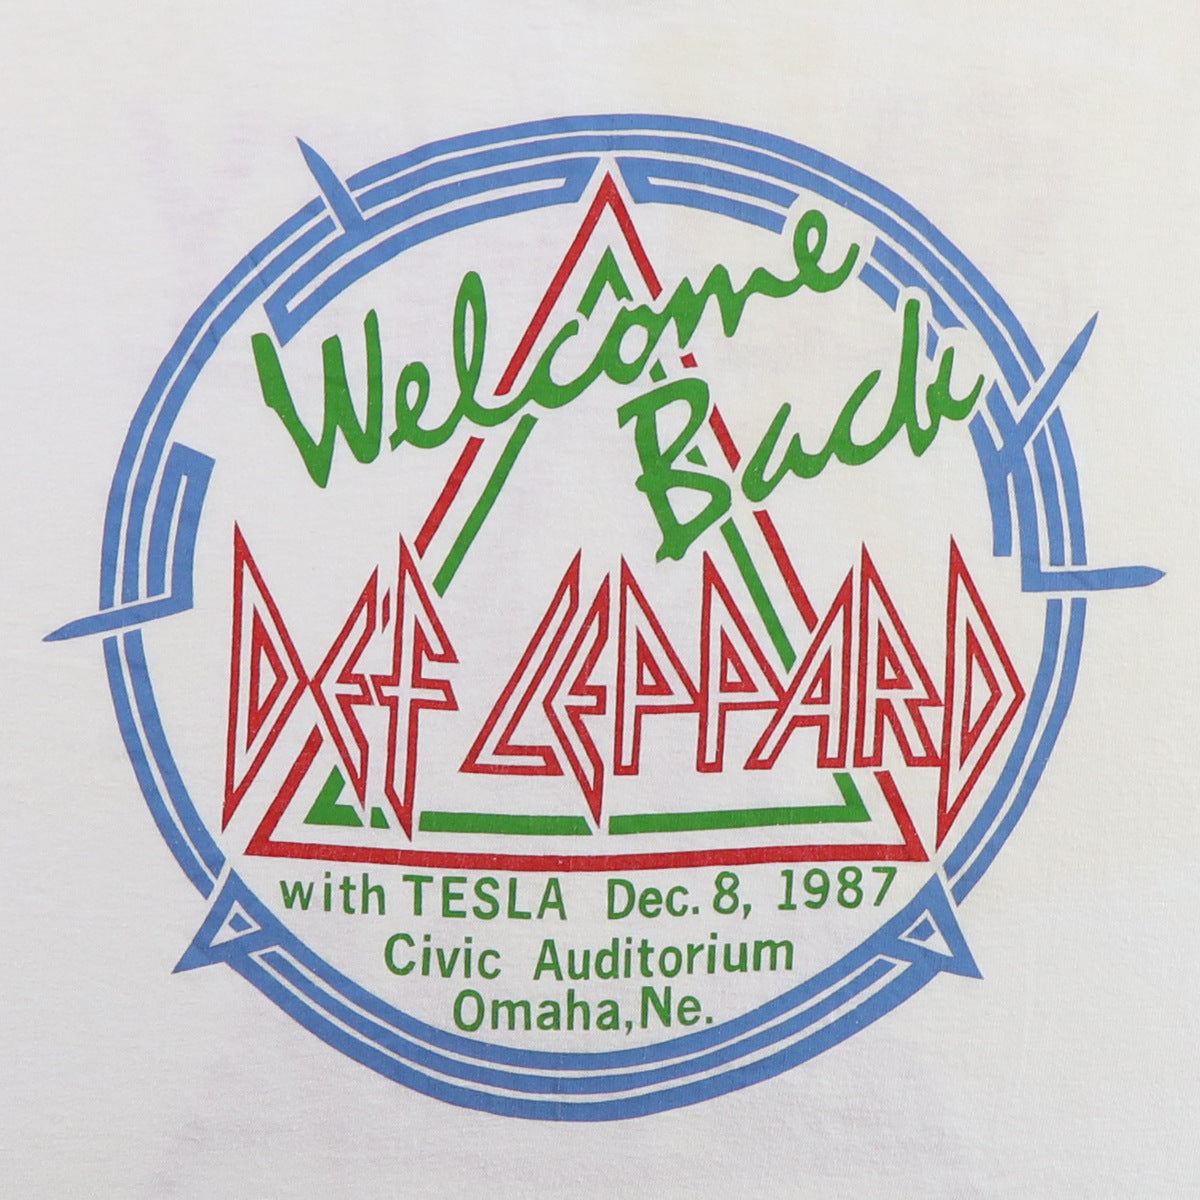 Welcome
Back
DEF LEPPARD
with TESLA Dec. 8, 1987
Civic Auditorium
Omaha, Ne.